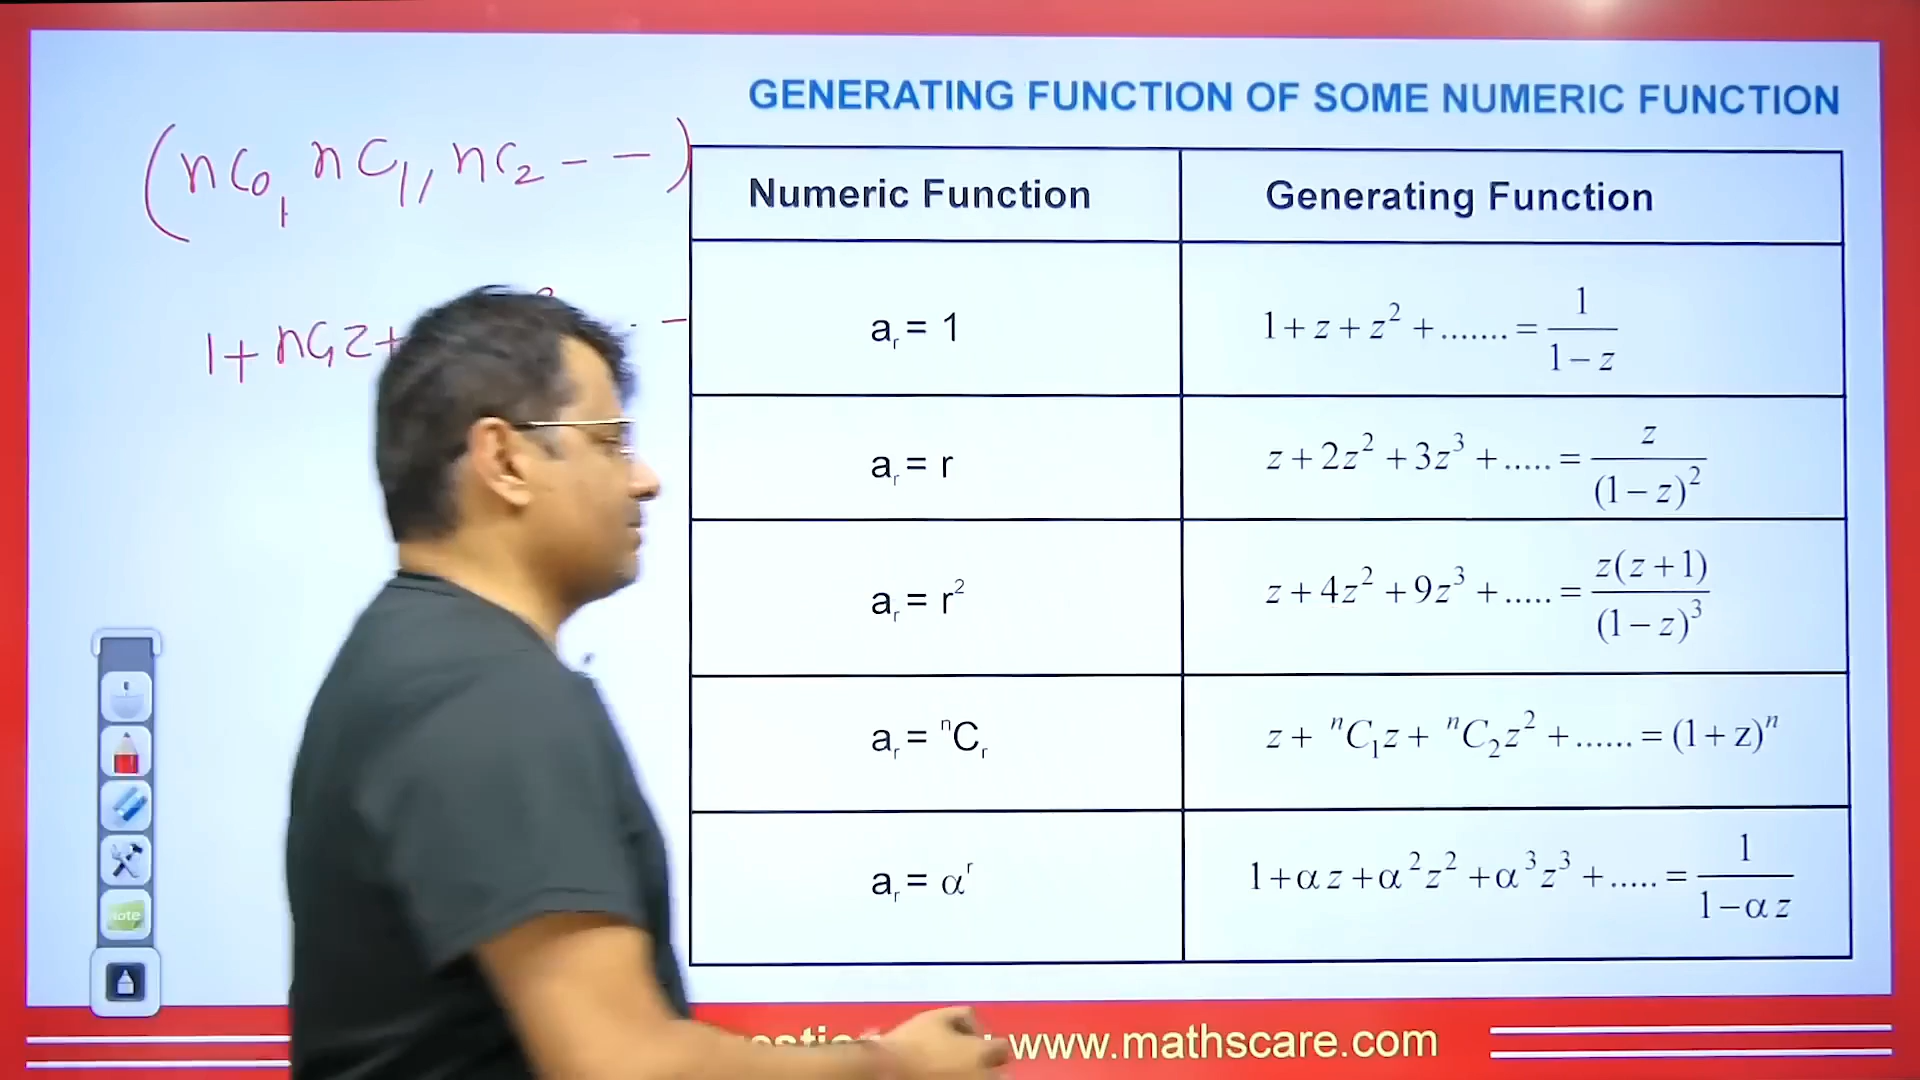 GENERATING FUNCTION OF SOME NUMERIC FUNCTION
(nC₀, nC₁, nC₂ - - )
1 + nC₁z +
Numeric Function
Generating Function
aᵣ = 1
1 + z + z² + ....... = 1/(1 − z)
aᵣ = r
z + 2z² + 3z³ + ..... = z/(1 − z)²
aᵣ = r²
z + 4z² + 9z³ + ..... = z(z + 1)/(1 − z)³
aᵣ = ⁿCᵣ
z + ⁿC₁z + ⁿC₂z² + ...... = (1 + z)ⁿ
aᵣ = αʳ
1 + αz + α²z² + α³z³ + ..... = 1/(1 − αz)
note
www.mathscare.com